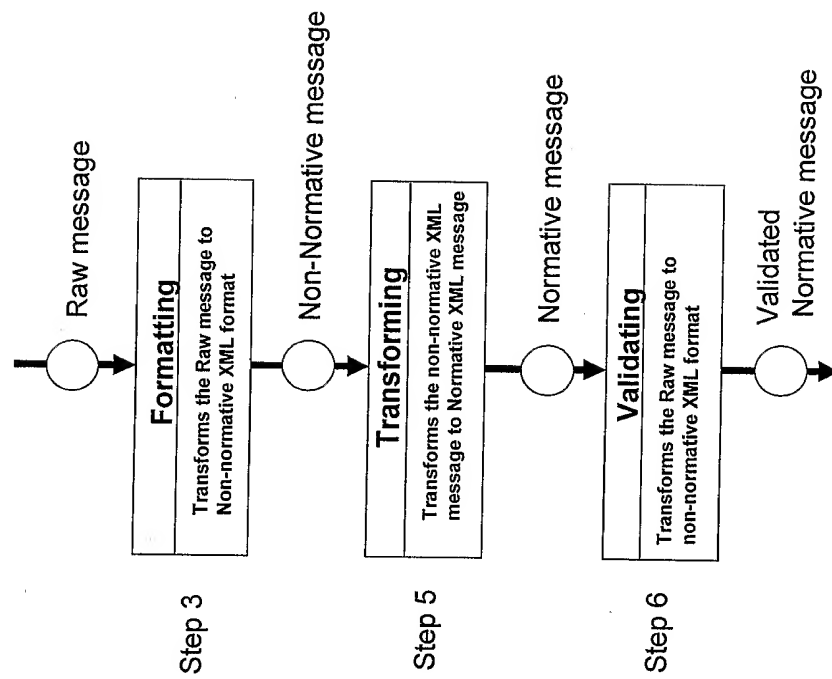 Raw message
Step 3
Formatting
Transforms the Raw message to
Non-normative XML format
Non-Normative message
Step 5
Transforming
Transforms the non-normative XML
message to Normative XML message
Normative message
Step 6
Validating
Transforms the Raw message to
non-normative XML format
Validated
Normative message